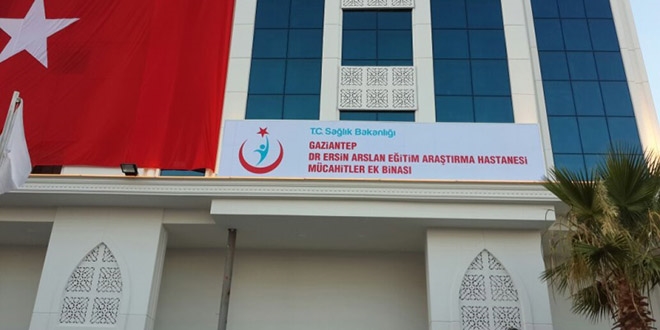 T.C. Sağlık Bakanlığı
GAZİANTEP
DR ERSİN ARSLAN EĞİTİM ARAŞTIRMA HASTANESİ
MÜCAHİTLER EK BİNASI